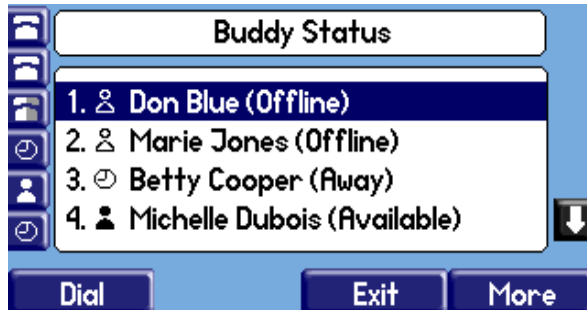 Buddy Status
1. Don Blue (Offline)
2. Marie Jones (Offline)
3. Betty Cooper (Away)
4. Michelle Dubois (Available)
Dial Exit More